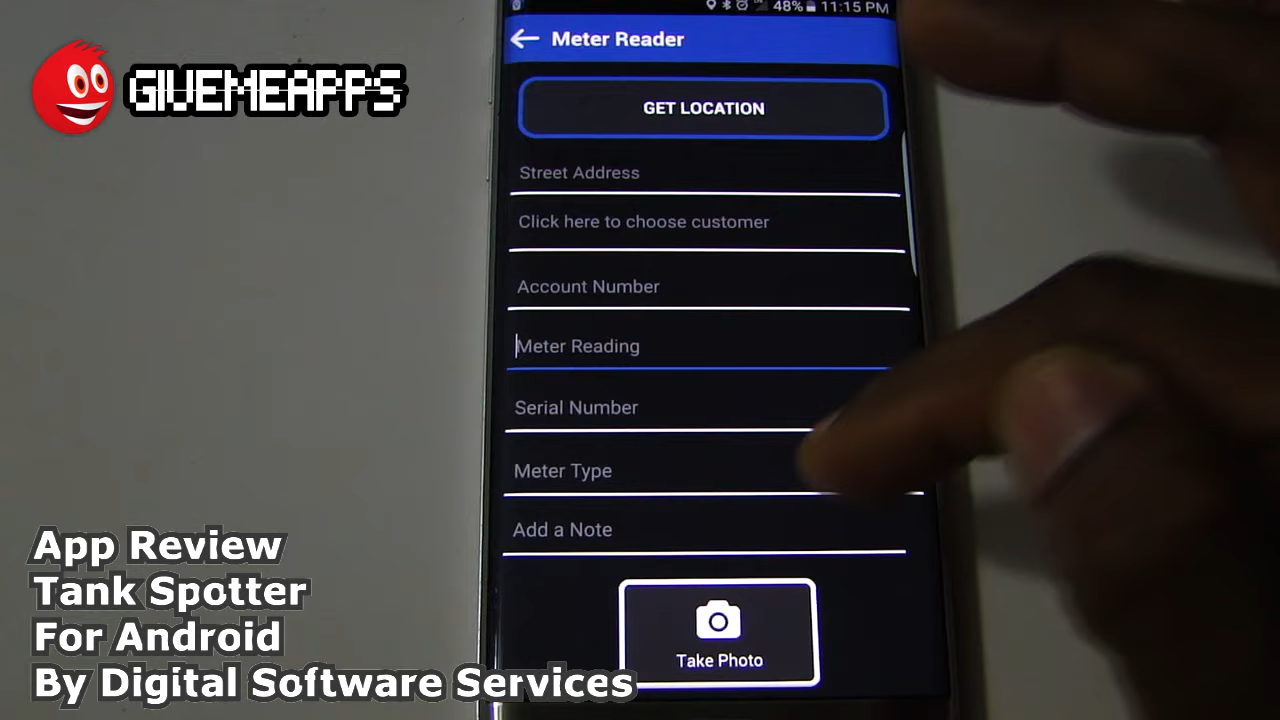 48% 11:15 PM
Meter Reader
GIVEMEAPPS
GET LOCATION
Street Address
Click here to choose customer
Account Number
Meter Reading
Serial Number
Meter Type
Add a Note
Take Photo
App Review
Tank Spotter
For Android
By Digital Software Services